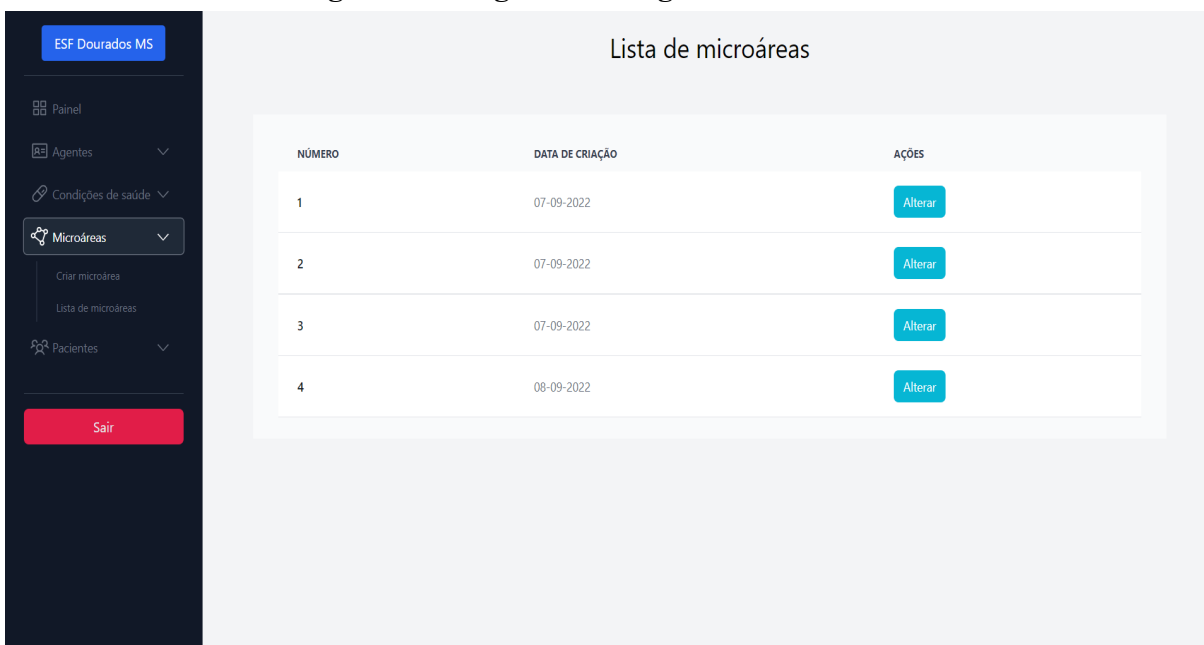 ESF Dourados MS
Painel
Agentes
Condições de saúde
Microáreas
Criar microárea
Lista de microáreas
Pacientes
Sair
Lista de microáreas
NÚMERO DATA DE CRIAÇÃO AÇÕES
1 07-09-2022 Alterar
2 07-09-2022 Alterar
3 07-09-2022 Alterar
4 08-09-2022 Alterar